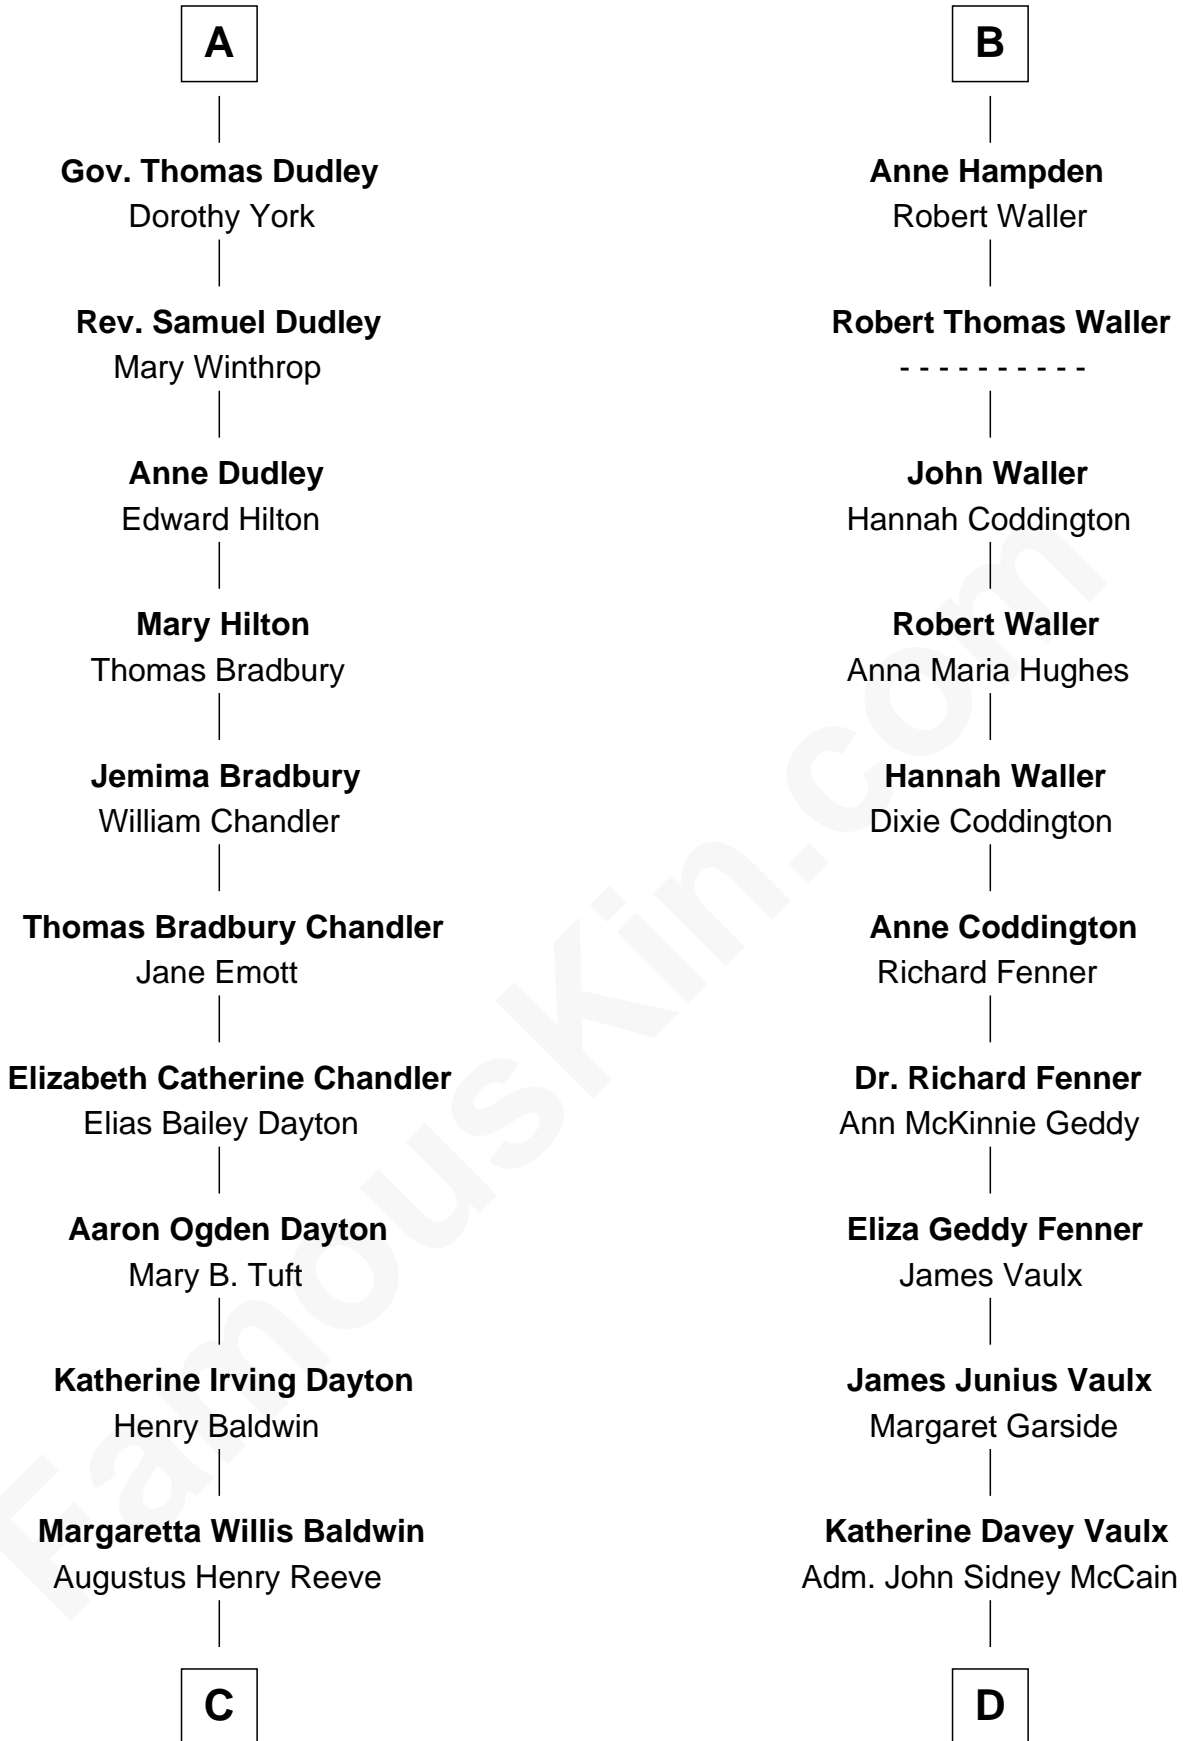 A
Gov. Thomas Dudley
Dorothy York
Rev. Samuel Dudley
Mary Winthrop
Anne Dudley
Edward Hilton
Mary Hilton
Thomas Bradbury
Jemima Bradbury
William Chandler
Thomas Bradbury Chandler
Jane Emott
Elizabeth Catherine Chandler
Elias Bailey Dayton
Aaron Ogden Dayton
Mary B. Tuft
Katherine Irving Dayton
Henry Baldwin
Margaretta Willis Baldwin
Augustus Henry Reeve
C
B
Anne Hampden
Robert Waller
Robert Thomas Waller
- - - - - - - - - -
John Waller
Hannah Coddington
Robert Waller
Anna Maria Hughes
Hannah Waller
Dixie Coddington
Anne Coddington
Richard Fenner
Dr. Richard Fenner
Ann McKinnie Geddy
Eliza Geddy Fenner
James Vaulx
James Junius Vaulx
Margaret Garside
Katherine Davey Vaulx
Adm. John Sidney McCain
D
FamousKin.com